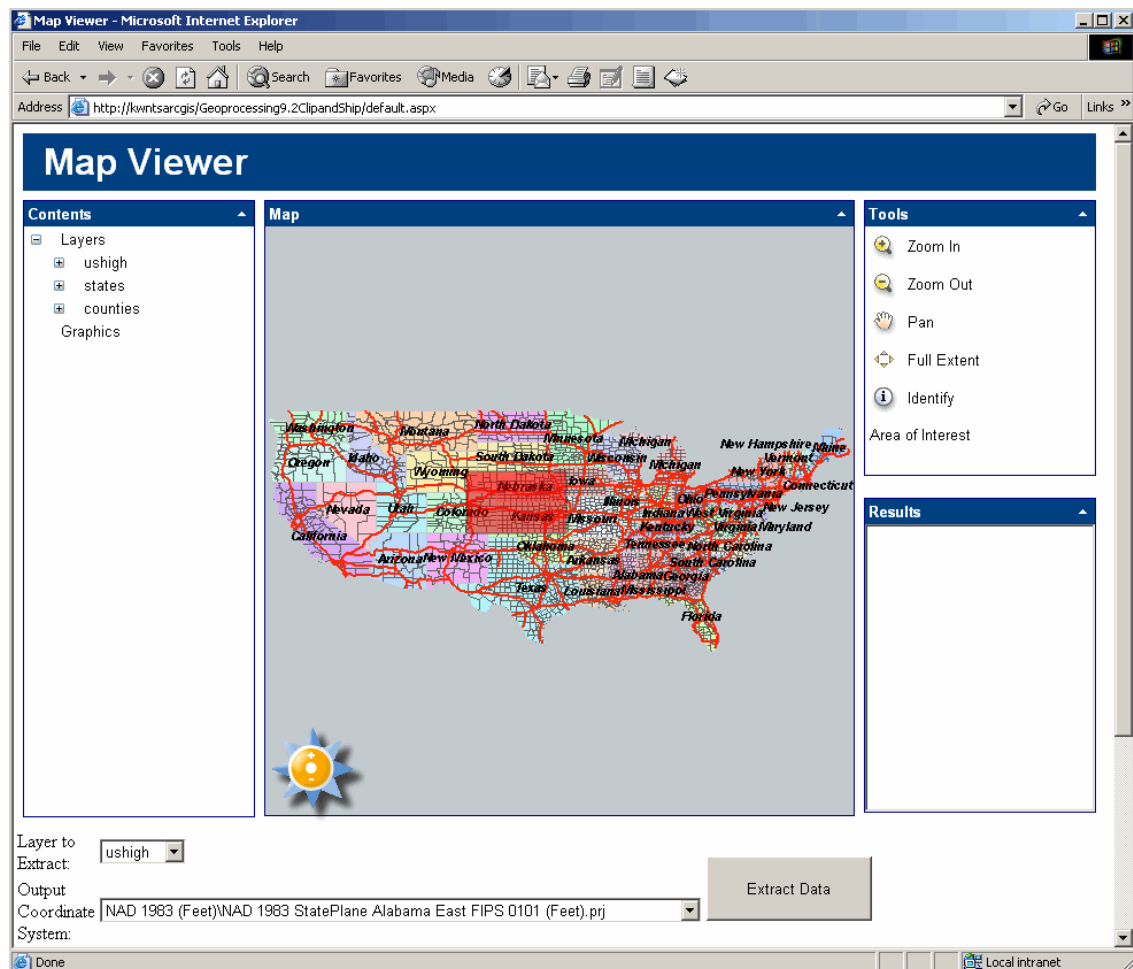 Map Viewer - Microsoft Internet Explorer
File Edit View Favorites Tools Help
Back Search Favorites Media
Address http://kwntsarcgis/Geoprocessing9.2ClipandShip/default.aspx Go Links »
Map Viewer
Contents
Layers
ushigh
states
counties
Graphics
Map
Washington
Montana
North Dakota
Minnesota
Michigan
New Hampshire
Maine
Vermont
Oregon
Idaho
South Dakota
Wisconsin
Michigan
New York
Wyoming
Nebraska
Iowa
Connecticut
Pennsylvania
Nevada
Utah
Colorado
Kansas
Missouri
Illinois
Indiana
Ohio
West Virginia
New Jersey
California
Kentucky
Virginia
Maryland
Arizona
New Mexico
Oklahoma
Arkansas
Tennessee
North Carolina
South Carolina
Texas
Louisiana
Mississippi
Alabama
Georgia
Florida
Tools
Zoom In
Zoom Out
Pan
Full Extent
Identify
Area of Interest
Results
Layer to
Extract:
ushigh
Output
Coordinate
System:
NAD 1983 (Feet)\NAD 1983 StatePlane Alabama East FIPS 0101 (Feet).prj
Extract Data
Done
Local intranet